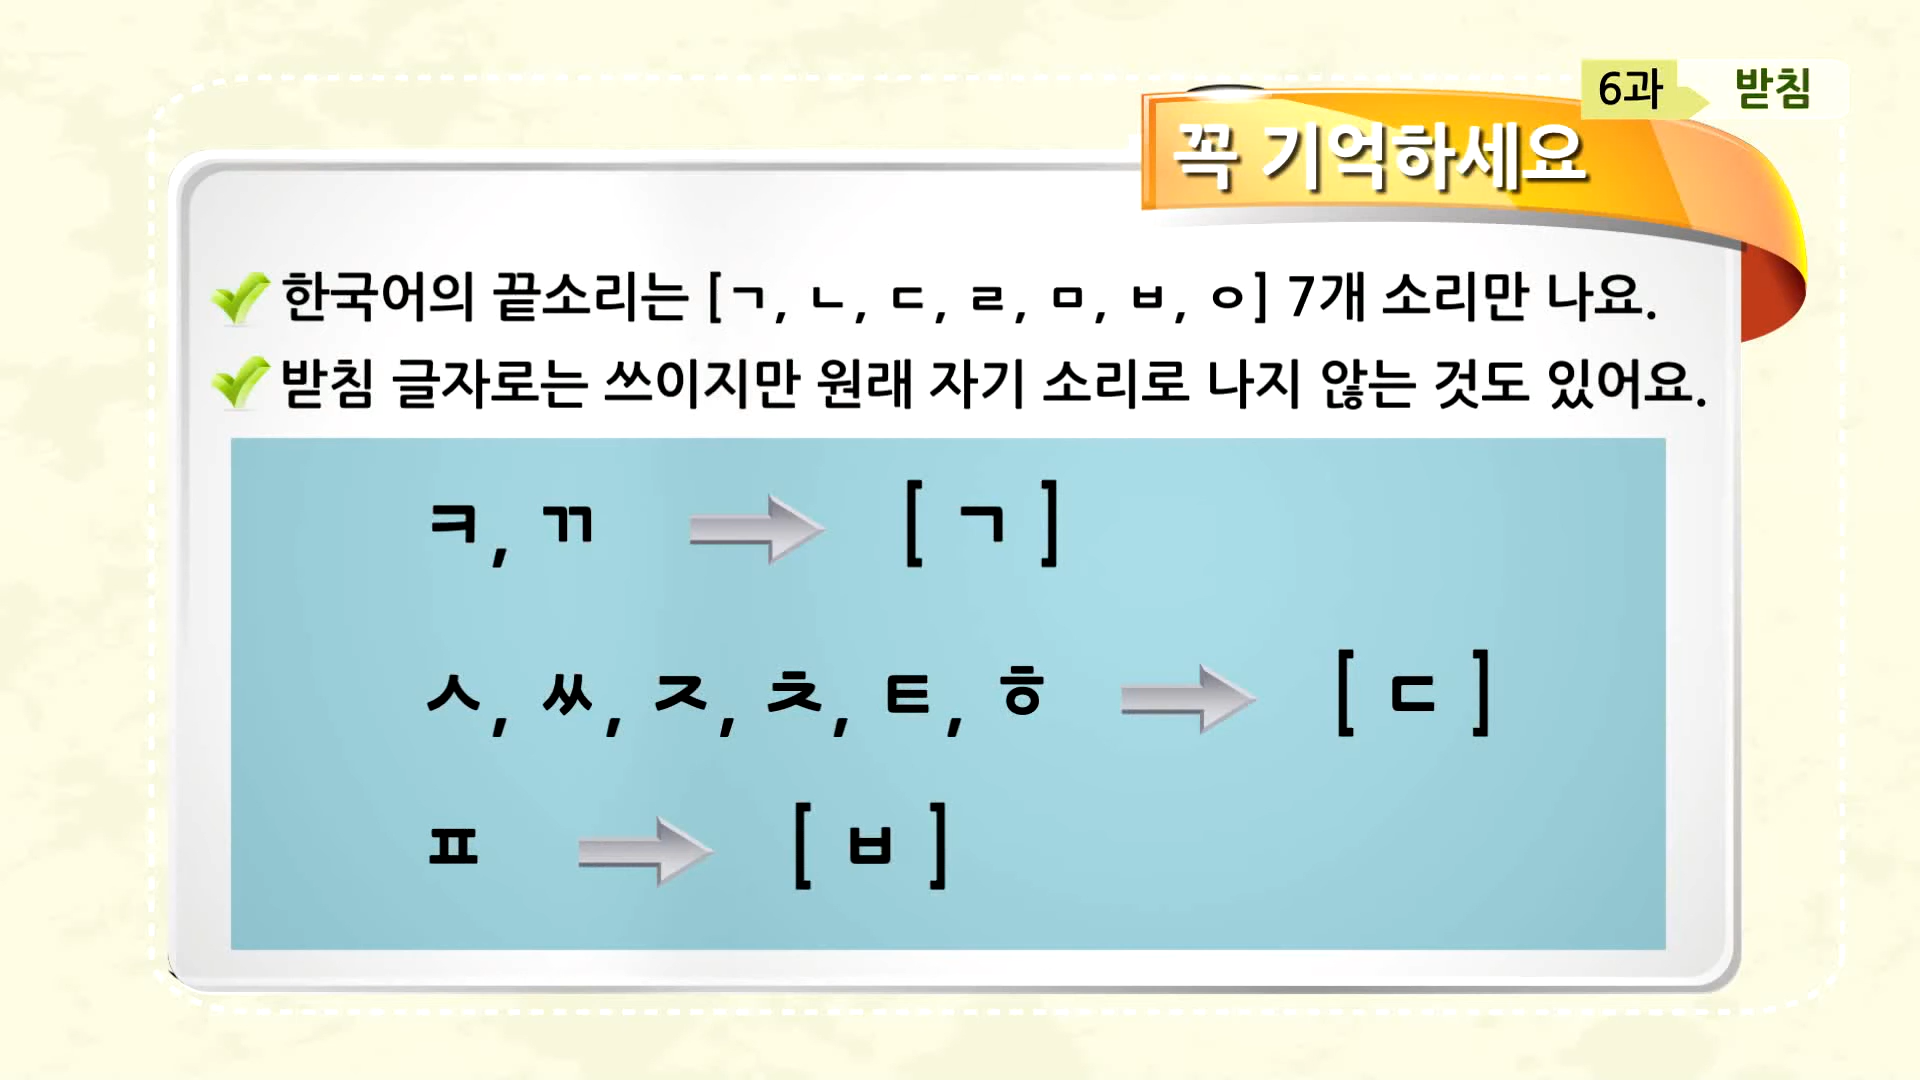 6과 받침
꼭 기억하세요
한국어의 끝소리는 [ㄱ, ㄴ, ㄷ, ㄹ, ㅁ, ㅂ, ㅇ] 7개 소리만 나요.
받침 글자로는 쓰이지만 원래 자기 소리로 나지 않는 것도 있어요.
ㅋ, ㄲ [ ㄱ ]
ㅅ, ㅆ, ㅈ, ㅊ, ㅌ, ㅎ [ ㄷ ]
ㅍ [ ㅂ ]